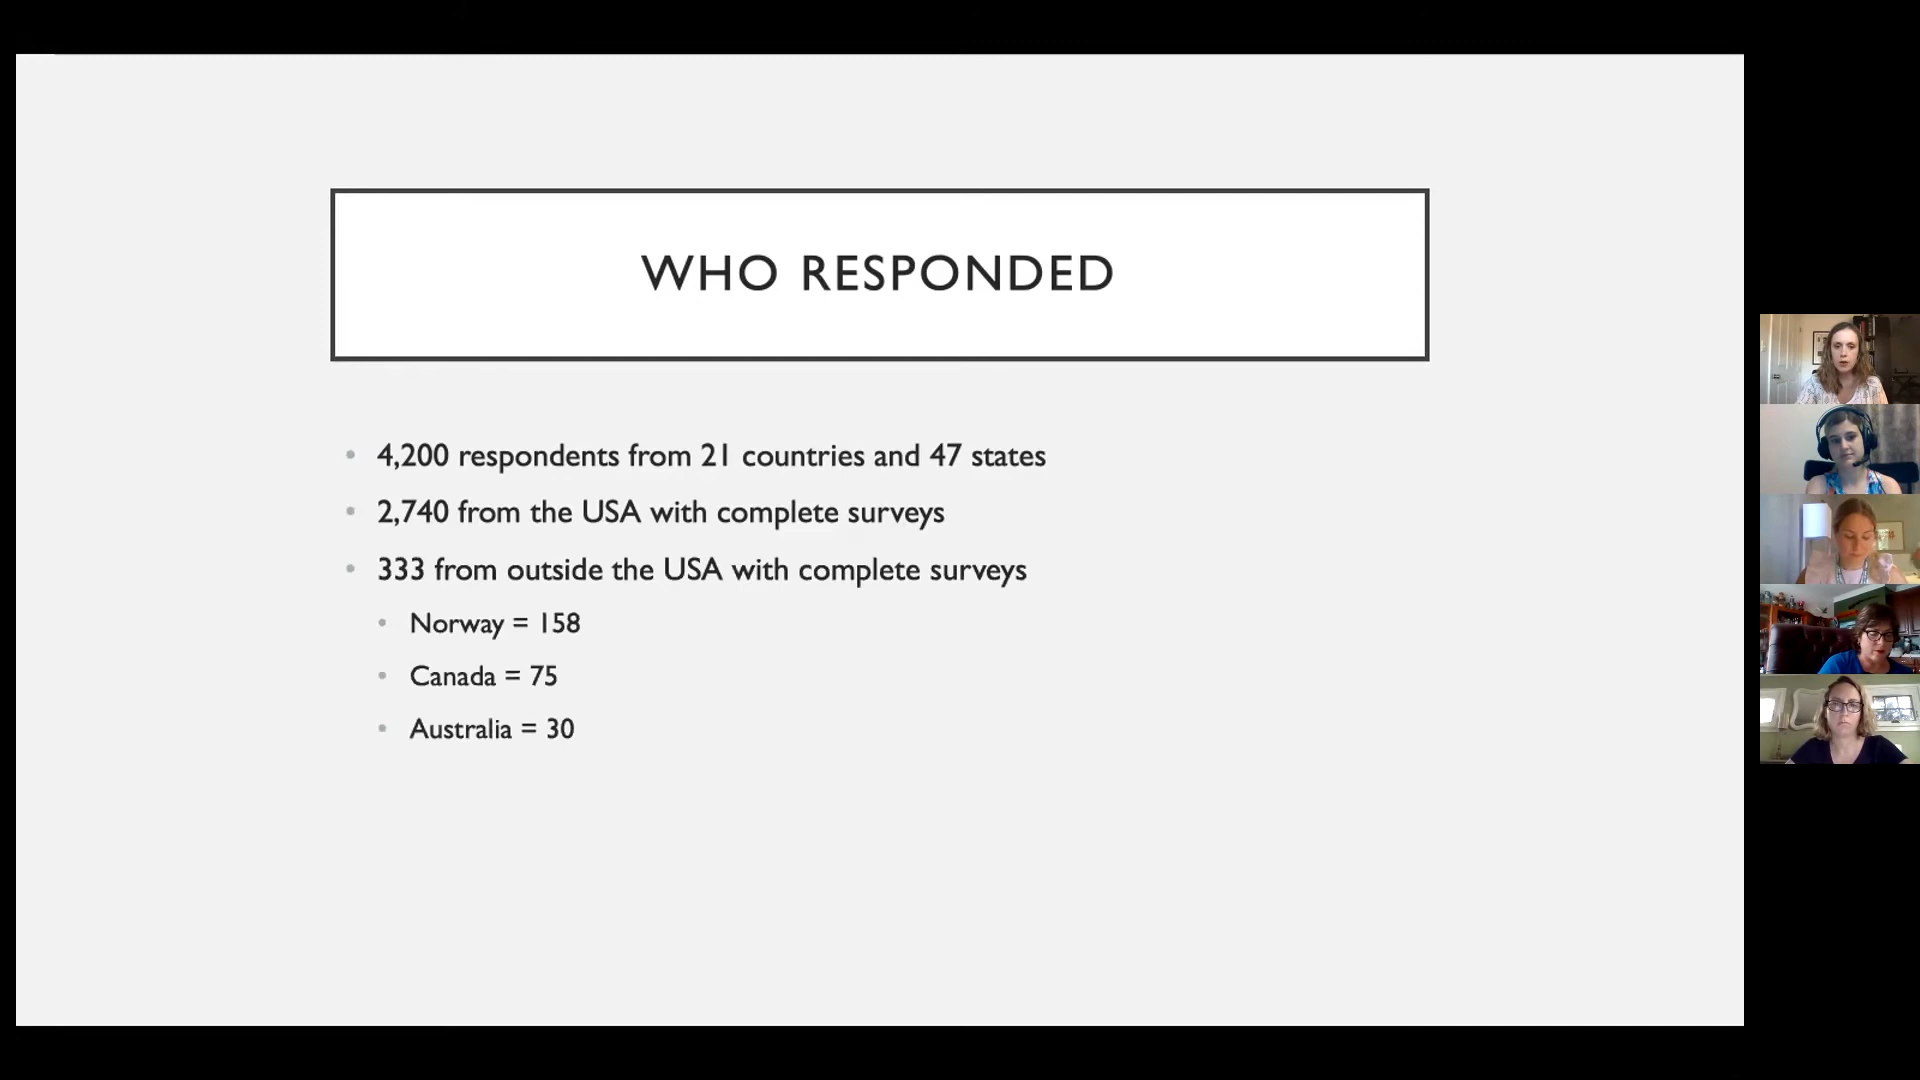 WHO RESPONDED
4,200 respondents from 21 countries and 47 states
2,740 from the USA with complete surveys
333 from outside the USA with complete surveys
Norway = 158
Canada = 75
Australia = 30